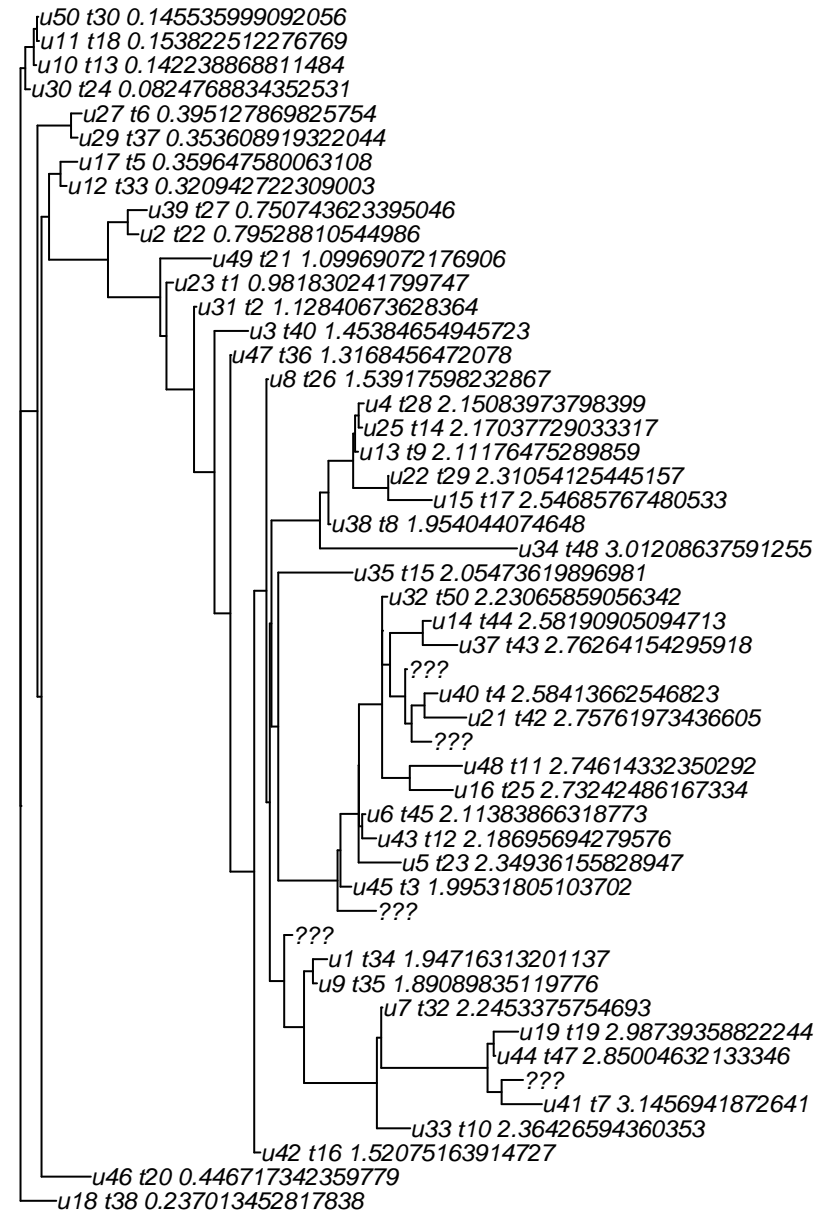 u50 t30 0.145535999092056
u11 t18 0.153822512276769
u10 t13 0.142238868811484
u30 t24 0.0824768834352531
u27 t6 0.395127869825754
u29 t37 0.353608919322044
u17 t5 0.359647580063108
u12 t33 0.320942722309003
u39 t27 0.750743623395046
u2 t22 0.79528810544986
u49 t21 1.09969072176906
u23 t1 0.981830241799747
u31 t2 1.12840673628364
u3 t40 1.45384654945723
u47 t36 1.3168456472078
u8 t26 1.53917598232867
u4 t28 2.15083973798399
u25 t14 2.17037729033317
u13 t9 2.11176475289859
u22 t29 2.31054125445157
u15 t17 2.54685767480533
u38 t8 1.954044074648
u34 t48 3.01208637591255
u35 t15 2.05473619896981
u32 t50 2.23065859056342
u14 t44 2.58190905094713
u37 t43 2.76264154295918
???
u40 t4 2.58413662546823
u21 t42 2.75761973436605
???
u48 t11 2.74614332350292
u16 t25 2.73242486167334
u6 t45 2.11383866318773
u43 t12 2.18695694279576
u5 t23 2.34936155828947
u45 t3 1.99531805103702
???
???
u1 t34 1.94716313201137
u9 t35 1.89089835119776
u7 t32 2.2453375754693
u19 t19 2.98739358822244
u44 t47 2.85004632133346
???
u41 t7 3.1456941872641
u33 t10 2.36426594360353
u42 t16 1.52075163914727
u46 t20 0.446717342359779
u18 t38 0.237013452817838